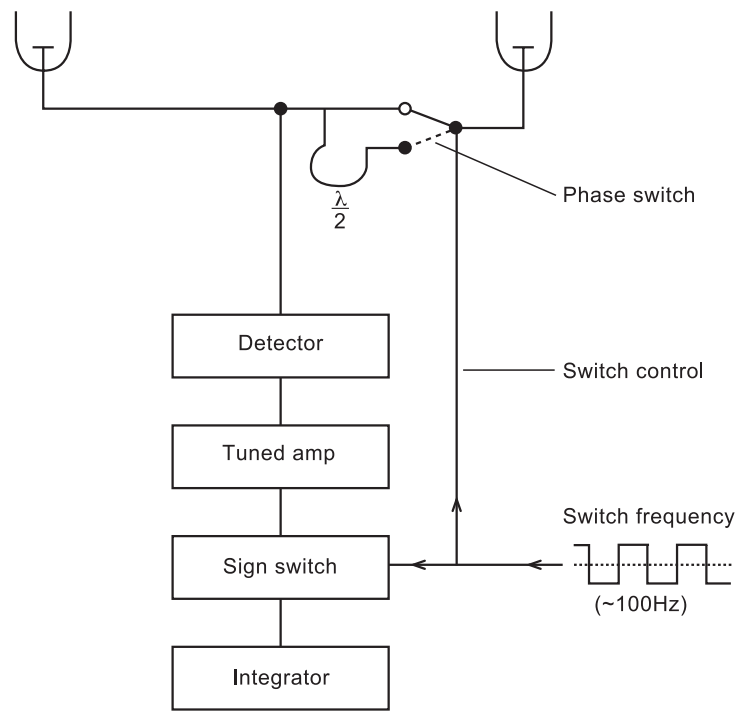 λ
2
Phase switch
Detector
Switch control
Tuned amp
Switch frequency
Sign switch
(~100Hz)
Integrator